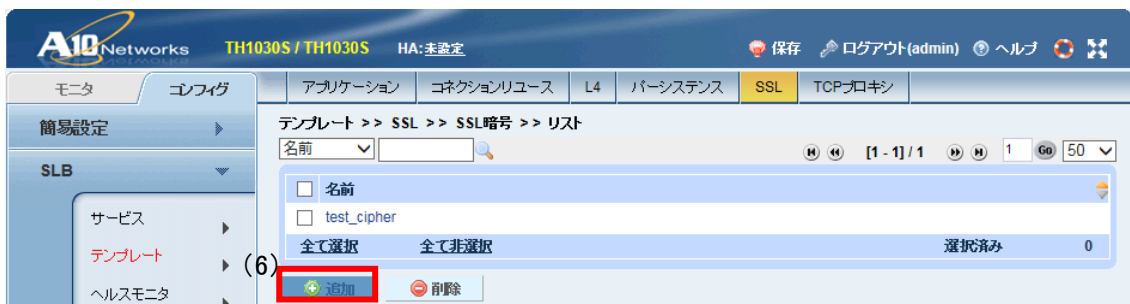 A10 Networks TH1030S / TH1030S HA:未設定 保存 ログアウト(admin) ヘルプ
モニタ コンフィグ アプリケーション コネクションリユース L4 パーシステンス SSL TCPプロキシ
簡易設定 テンプレート >> SSL >> SSL暗号 >> リスト
名前 [1 - 1] / 1 1 Go 50
SLB
名前
サービス test_cipher
全て選択 全て非選択 選択済み 0
テンプレート
(6)
追加 削除
ヘルスモニタ